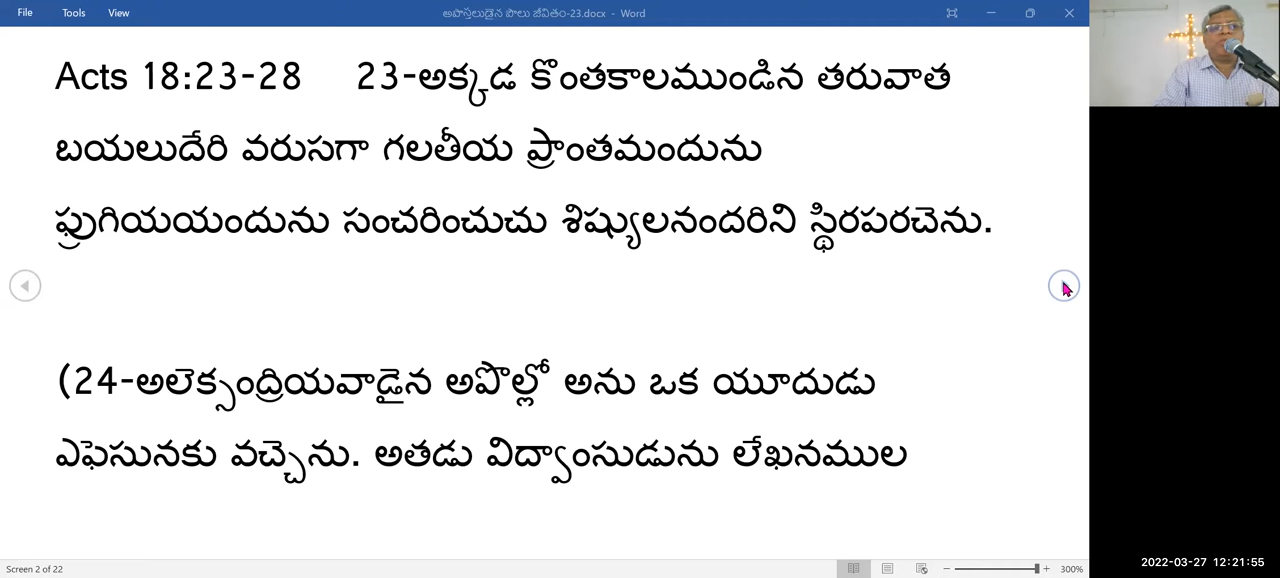 File Tools View అపొస్తలుడైన పౌలు జీవితం-23.docx - Word
Acts 18:23-28 23-అక్కడ కొంతకాలముండిన తరువాత
బయలుదేరి వరుసగా గలతీయ ప్రాంతమందును
ఫ్రుగియయందును సంచరించుచు శిష్యులనందరిని స్థిరపరచెను.
(24-అలెక్సంద్రియవాడైన అపొల్లో అను ఒక యూదుడు
ఎఫెసునకు వచ్చెను. అతడు విద్వాంసుడును లేఖనముల
2022-03-27 12:21:55
Screen 2 of 22 300%